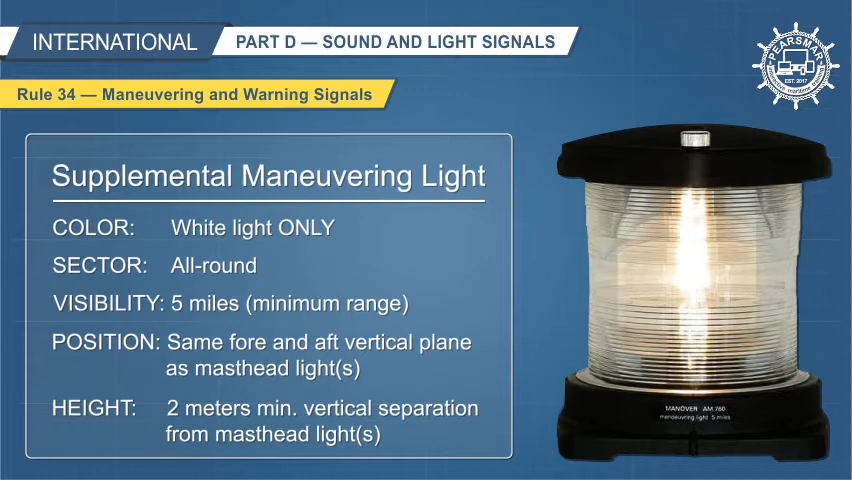 INTERNATIONAL
PART D — SOUND AND LIGHT SIGNALS
Rule 34 — Maneuvering and Warning Signals
PEARSMAR
EST. 2017
Supplemental Maneuvering Light
COLOR: White light ONLY
SECTOR: All-round
VISIBILITY: 5 miles (minimum range)
POSITION: Same fore and aft vertical plane
as masthead light(s)
HEIGHT: 2 meters min. vertical separation
from masthead light(s)
MANÖVER AM 760
manoeuvring light 5 miles